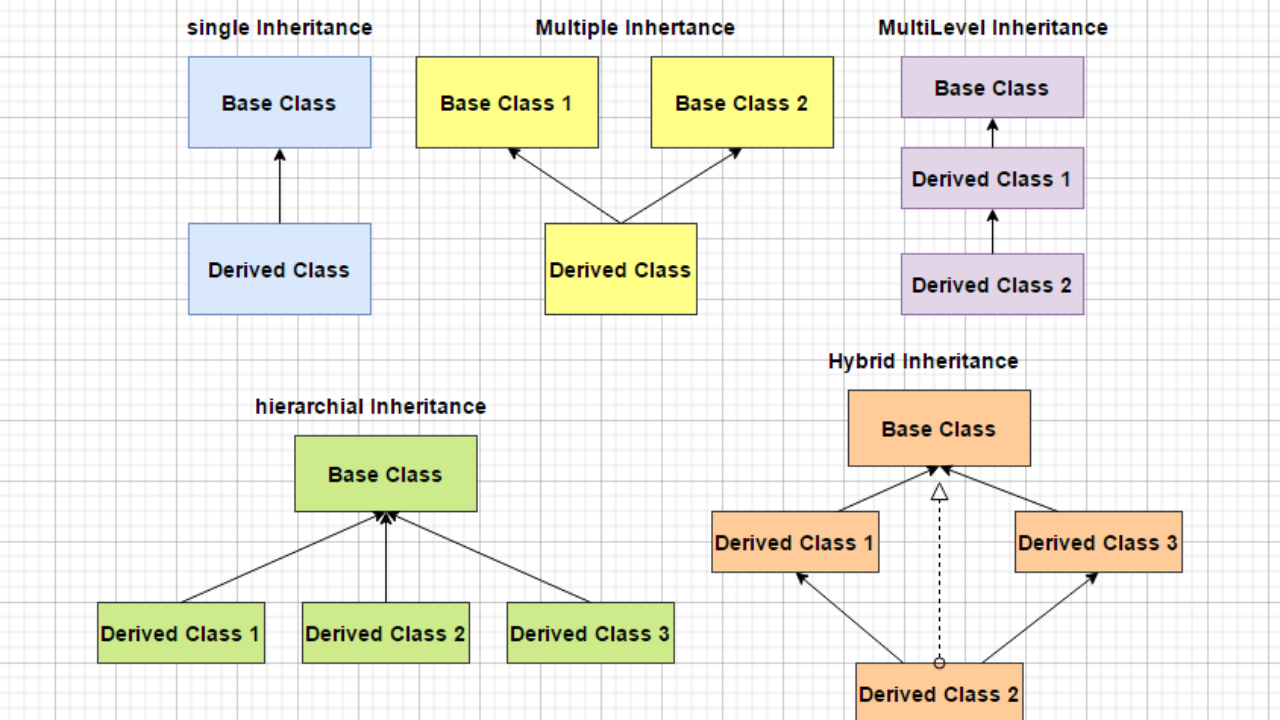 single Inheritance
Multiple Inhertance
MultiLevel Inheritance
Base Class
Base Class 1
Base Class 2
Base Class
Derived Class 1
Derived Class
Derived Class
Derived Class 2
Hybrid Inheritance
hierarchial Inheritance
Base Class
Base Class
Derived Class 1
Derived Class 3
Derived Class 1
Derived Class 2
Derived Class 3
Derived Class 2